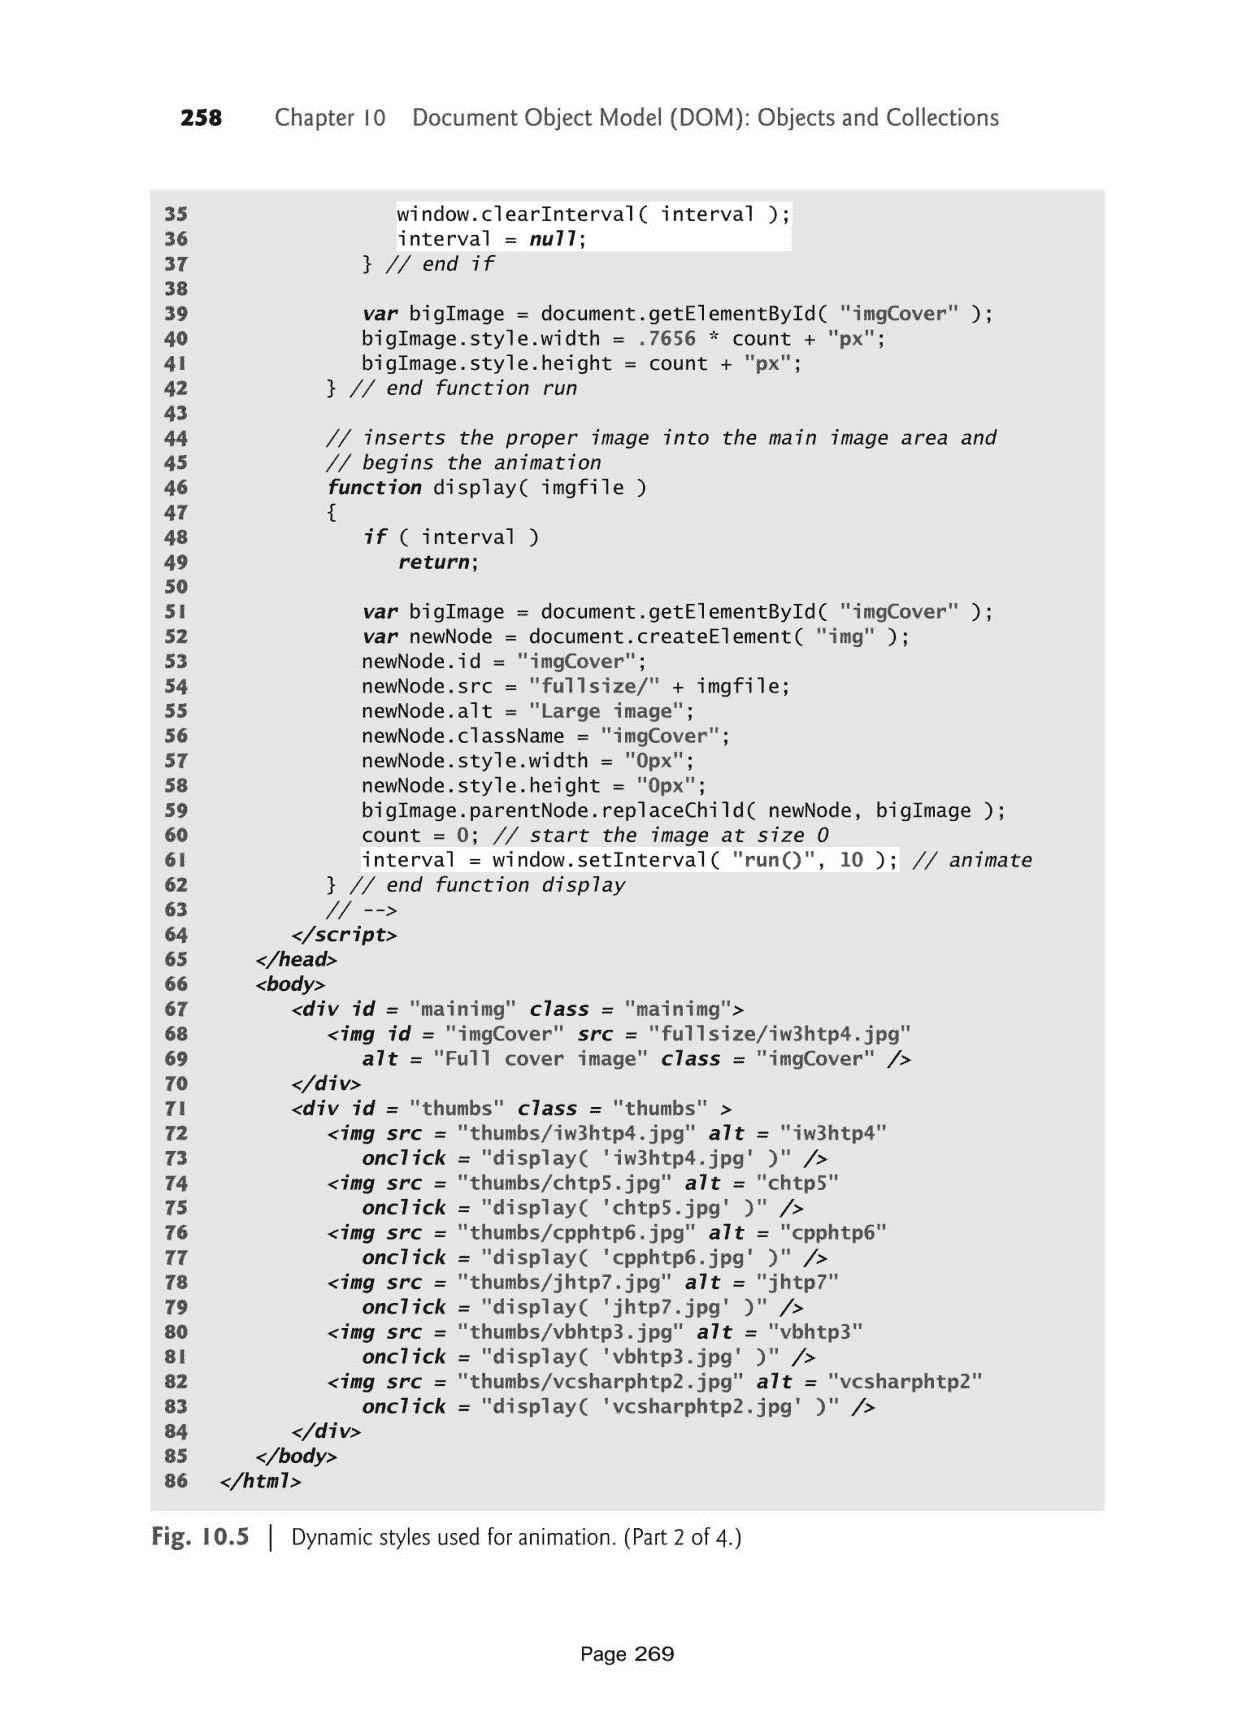 258 Chapter 10 Document Object Model (DOM): Objects and Collections
35 window.clearInterval( interval );
36 interval = null;
37 } // end if
38
39 var bigImage = document.getElementById( "imgCover" );
40 bigImage.style.width = .7656 * count + "px";
41 bigImage.style.height = count + "px";
42 } // end function run
43
44 // inserts the proper image into the main image area and
45 // begins the animation
46 function display( imgfile )
47 {
48 if ( interval )
49 return;
50
51 var bigImage = document.getElementById( "imgCover" );
52 var newNode = document.createElement( "img" );
53 newNode.id = "imgCover";
54 newNode.src = "fullsize/" + imgfile;
55 newNode.alt = "Large image";
56 newNode.className = "imgCover";
57 newNode.style.width = "0px";
58 newNode.style.height = "0px";
59 bigImage.parentNode.replaceChild( newNode, bigImage );
60 count = 0; // start the image at size 0
61 interval = window.setInterval( "run()", 10 ); // animate
62 } // end function display
63 // -->
64 </script>
65 </head>
66 <body>
67 <div id = "mainimg" class = "mainimg">
68 <img id = "imgCover" src = "fullsize/iw3htp4.jpg"
69 alt = "Full cover image" class = "imgCover" />
70 </div>
71 <div id = "thumbs" class = "thumbs" >
72 <img src = "thumbs/iw3htp4.jpg" alt = "iw3htp4"
73 onclick = "display( 'iw3htp4.jpg' )" />
74 <img src = "thumbs/chtp5.jpg" alt = "chtp5"
75 onclick = "display( 'chtp5.jpg' )" />
76 <img src = "thumbs/cpphtp6.jpg" alt = "cpphtp6"
77 onclick = "display( 'cpphtp6.jpg' )" />
78 <img src = "thumbs/jhtp7.jpg" alt = "jhtp7"
79 onclick = "display( 'jhtp7.jpg' )" />
80 <img src = "thumbs/vbhtp3.jpg" alt = "vbhtp3"
81 onclick = "display( 'vbhtp3.jpg' )" />
82 <img src = "thumbs/vcsharphtp2.jpg" alt = "vcsharphtp2"
83 onclick = "display( 'vcsharphtp2.jpg' )" />
84 </div>
85 </body>
86 </html>
Fig. 10.5 | Dynamic styles used for animation. (Part 2 of 4.)
Page 269